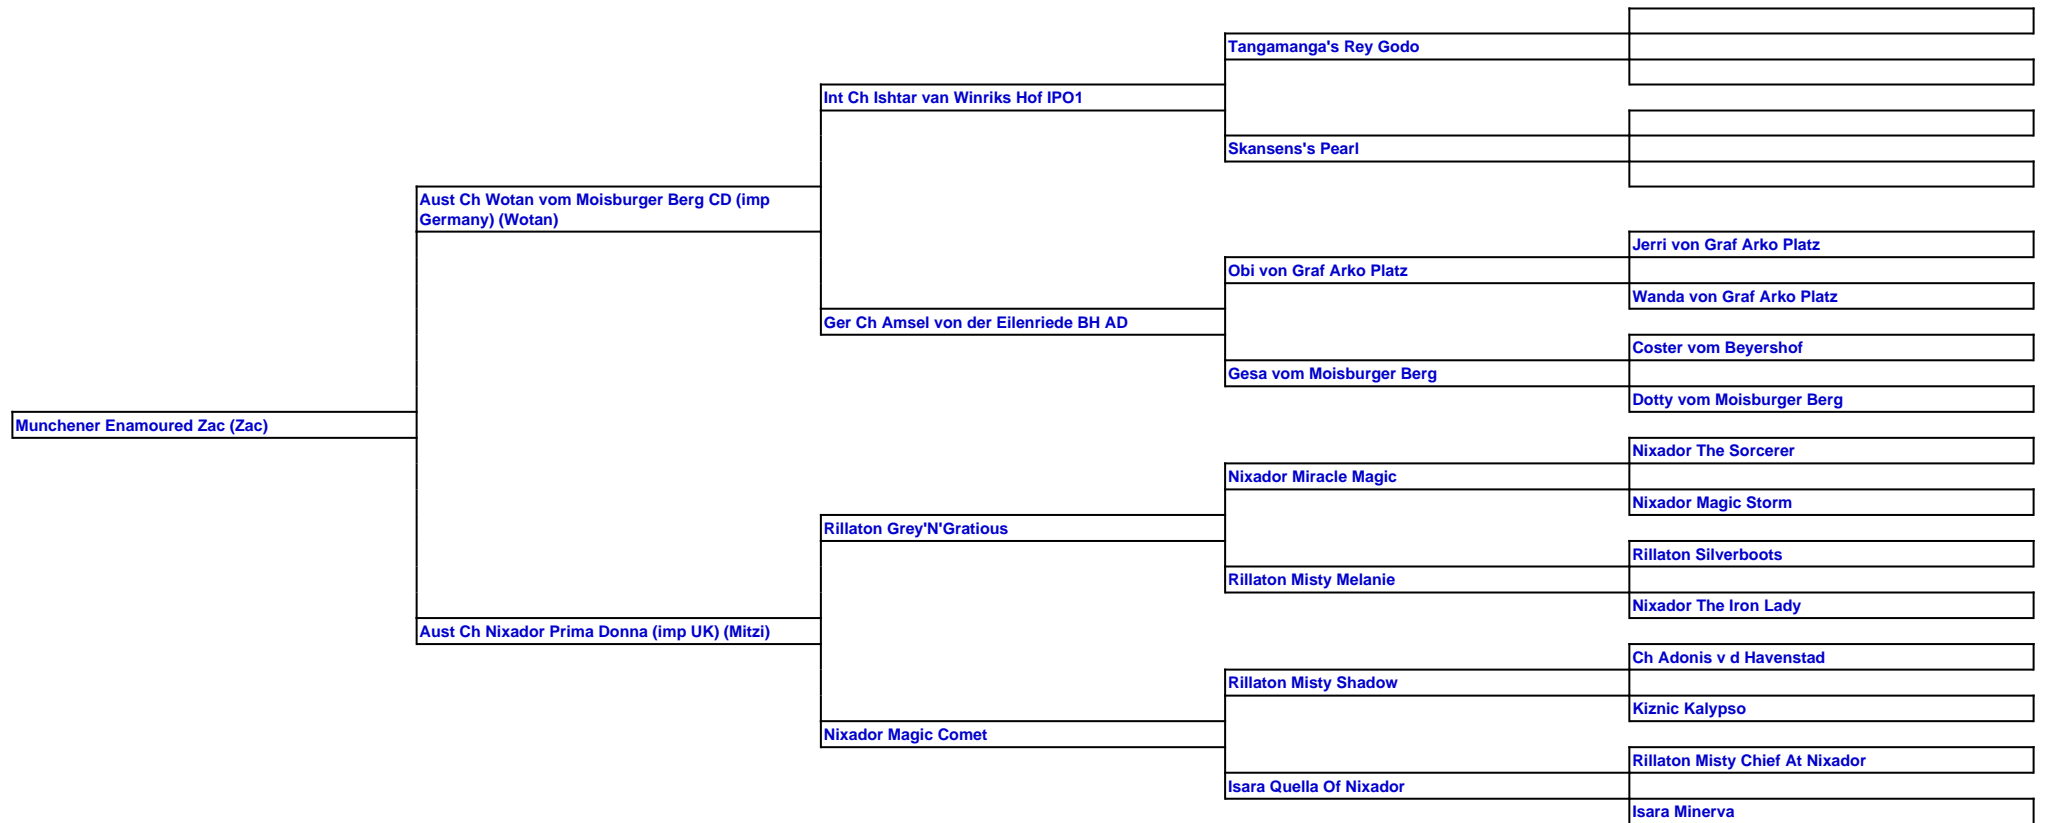 Tangamanga's Rey Godo
Int Ch Ishtar van Winriks Hof IPO1
Skansens's Pearl
Aust Ch Wotan vom Moisburger Berg CD (imp
Germany) (Wotan)
Jerri von Graf Arko Platz
Obi von Graf Arko Platz
Wanda von Graf Arko Platz
Ger Ch Amsel von der Eilenriede BH AD
Coster vom Beyershof
Gesa vom Moisburger Berg
Dotty vom Moisburger Berg
Munchener Enamoured Zac (Zac)
Nixador The Sorcerer
Nixador Miracle Magic
Nixador Magic Storm
Rillaton Grey'N'Gratious
Rillaton Silverboots
Rillaton Misty Melanie
Nixador The Iron Lady
Aust Ch Nixador Prima Donna (imp UK) (Mitzi)
Ch Adonis v d Havenstad
Rillaton Misty Shadow
Kiznic Kalypso
Nixador Magic Comet
Rillaton Misty Chief At Nixador
Isara Quella Of Nixador
Isara Minerva